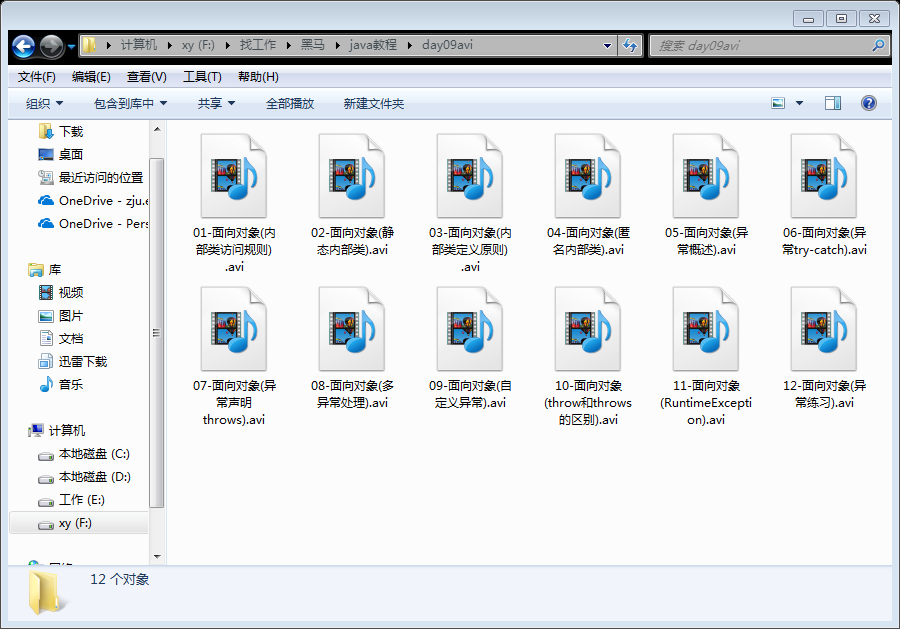 计算机 xy (F:) 找工作 黑马 java教程 day09avi
搜索 day09avi
文件(F) 编辑(E) 查看(V) 工具(T) 帮助(H)
组织 包含到库中 共享 全部播放 新建文件夹
下载
桌面
最近访问的位置
OneDrive - zju.e
OneDrive - Pers
库
视频
图片
文档
迅雷下载
音乐
计算机
本地磁盘 (C:)
本地磁盘 (D:)
工作 (E:)
xy (F:)
01-面向对象(内
部类访问规则)
.avi
02-面向对象(静
态内部类).avi
03-面向对象(内
部类定义原则)
.avi
04-面向对象(匿
名内部类).avi
05-面向对象(异
常概述).avi
06-面向对象(异
常try-catch).avi
07-面向对象(异
常声明
throws).avi
08-面向对象(多
异常处理).avi
09-面向对象(自
定义异常).avi
10-面向对象
(throw和throws
的区别).avi
11-面向对象
(RuntimeExcepti
on).avi
12-面向对象(异
常练习).avi
12 个对象